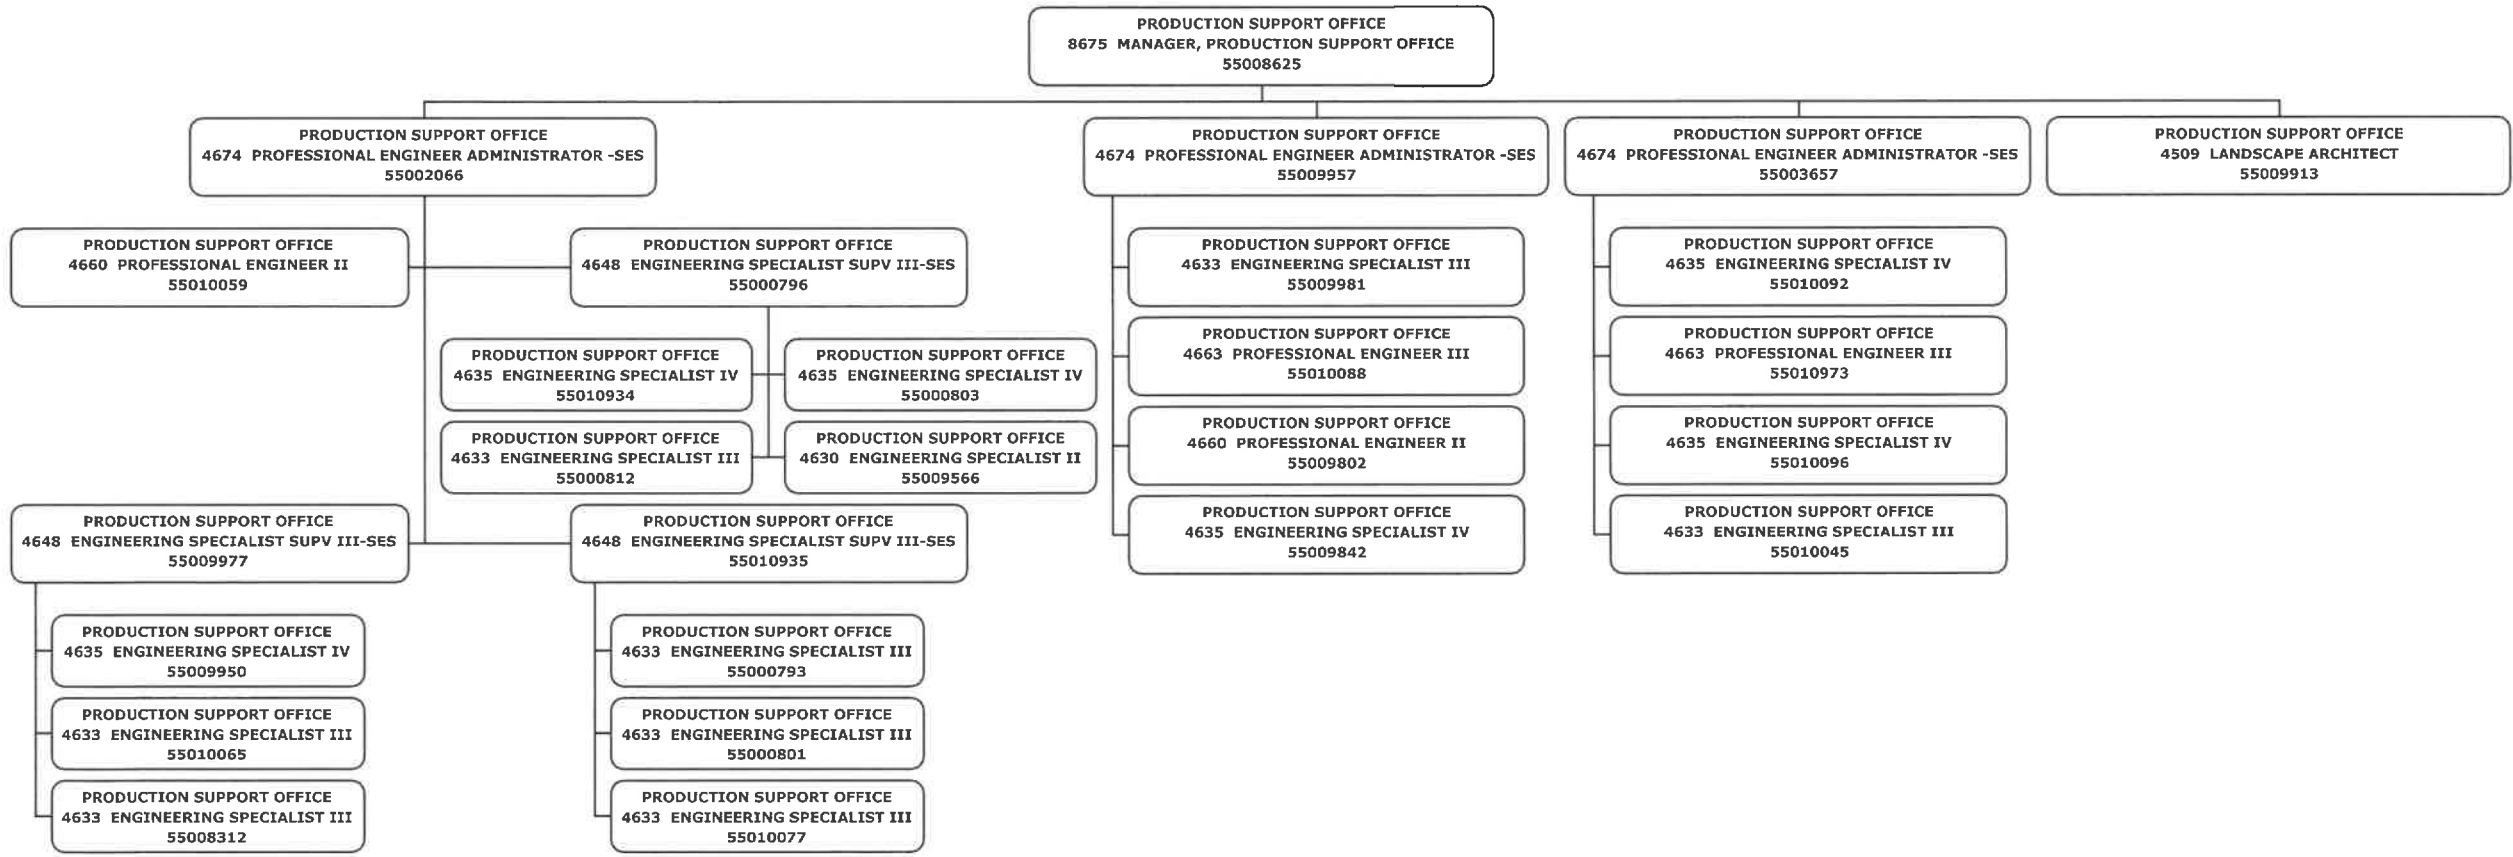 PRODUCTION SUPPORT OFFICE
8675 MANAGER, PRODUCTION SUPPORT OFFICE
55008625
PRODUCTION SUPPORT OFFICE
4674 PROFESSIONAL ENGINEER ADMINISTRATOR -SES
55002066
PRODUCTION SUPPORT OFFICE
4674 PROFESSIONAL ENGINEER ADMINISTRATOR -SES
55009957
PRODUCTION SUPPORT OFFICE
4674 PROFESSIONAL ENGINEER ADMINISTRATOR -SES
55003657
PRODUCTION SUPPORT OFFICE
4509 LANDSCAPE ARCHITECT
55009913
PRODUCTION SUPPORT OFFICE
4660 PROFESSIONAL ENGINEER II
55010059
PRODUCTION SUPPORT OFFICE
4648 ENGINEERING SPECIALIST SUPV III-SES
55000796
PRODUCTION SUPPORT OFFICE
4635 ENGINEERING SPECIALIST IV
55010934
PRODUCTION SUPPORT OFFICE
4635 ENGINEERING SPECIALIST IV
55000803
PRODUCTION SUPPORT OFFICE
4633 ENGINEERING SPECIALIST III
55000812
PRODUCTION SUPPORT OFFICE
4630 ENGINEERING SPECIALIST II
55009566
PRODUCTION SUPPORT OFFICE
4648 ENGINEERING SPECIALIST SUPV III-SES
55009977
PRODUCTION SUPPORT OFFICE
4648 ENGINEERING SPECIALIST SUPV III-SES
55010935
PRODUCTION SUPPORT OFFICE
4635 ENGINEERING SPECIALIST IV
55009950
PRODUCTION SUPPORT OFFICE
4633 ENGINEERING SPECIALIST III
55010065
PRODUCTION SUPPORT OFFICE
4633 ENGINEERING SPECIALIST III
55008312
PRODUCTION SUPPORT OFFICE
4633 ENGINEERING SPECIALIST III
55000793
PRODUCTION SUPPORT OFFICE
4633 ENGINEERING SPECIALIST III
55000801
PRODUCTION SUPPORT OFFICE
4633 ENGINEERING SPECIALIST III
55010077
PRODUCTION SUPPORT OFFICE
4633 ENGINEERING SPECIALIST III
55009981
PRODUCTION SUPPORT OFFICE
4663 PROFESSIONAL ENGINEER III
55010088
PRODUCTION SUPPORT OFFICE
4660 PROFESSIONAL ENGINEER II
55009802
PRODUCTION SUPPORT OFFICE
4635 ENGINEERING SPECIALIST IV
55009842
PRODUCTION SUPPORT OFFICE
4635 ENGINEERING SPECIALIST IV
55010092
PRODUCTION SUPPORT OFFICE
4663 PROFESSIONAL ENGINEER III
55010973
PRODUCTION SUPPORT OFFICE
4635 ENGINEERING SPECIALIST IV
55010096
PRODUCTION SUPPORT OFFICE
4633 ENGINEERING SPECIALIST III
55010045